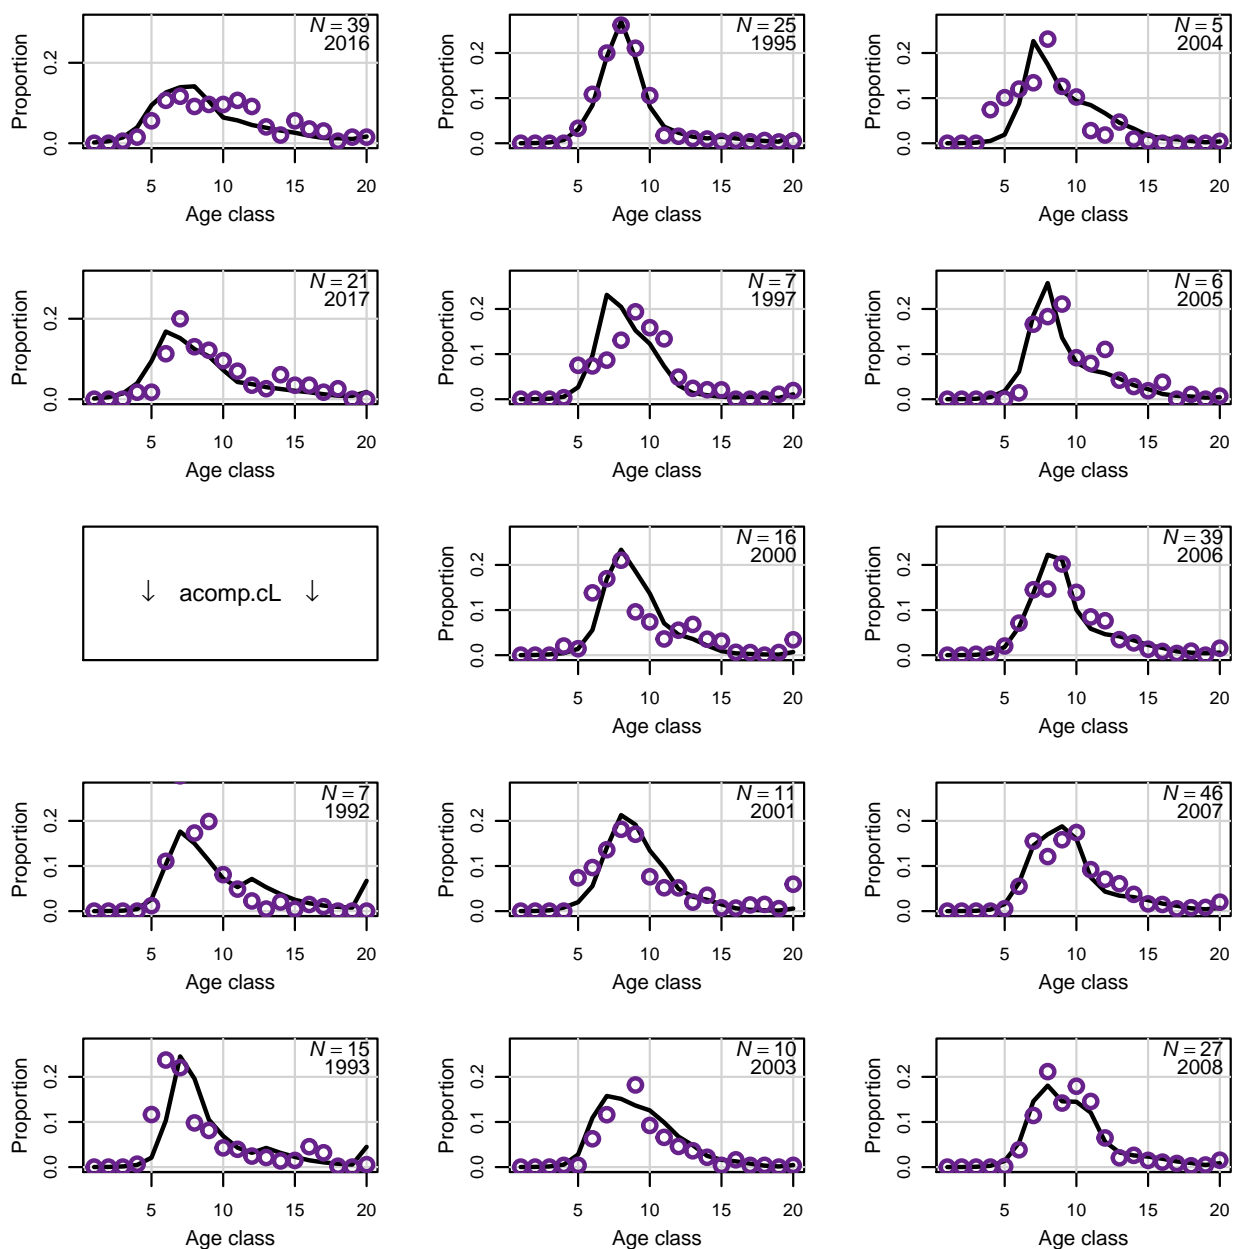 N = 39
2016
Proportion
0.0
0.2
5
10
15
20
Age class
N = 25
1995
Proportion
0.0
0.1
0.2
5
10
15
20
Age class
N = 5
2004
Proportion
0.0
0.1
0.2
5
10
15
20
Age class
N = 21
2017
Proportion
0.0
0.2
5
10
15
20
Age class
N = 7
1997
Proportion
0.0
0.1
0.2
5
10
15
20
Age class
N = 6
2005
Proportion
0.0
0.1
0.2
5
10
15
20
Age class
↓ acomp.cL ↓
N = 16
2000
Proportion
0.0
0.1
0.2
5
10
15
20
Age class
N = 39
2006
Proportion
0.0
0.1
0.2
5
10
15
20
Age class
N = 7
1992
Proportion
0.0
0.1
0.2
5
10
15
20
Age class
N = 11
2001
Proportion
0.0
0.1
0.2
5
10
15
20
Age class
N = 46
2007
Proportion
0.0
0.1
0.2
5
10
15
20
Age class
N = 15
1993
Proportion
0.0
0.1
0.2
5
10
15
20
Age class
N = 10
2003
Proportion
0.0
0.1
0.2
5
10
15
20
Age class
N = 27
2008
Proportion
0.0
0.1
0.2
5
10
15
20
Age class